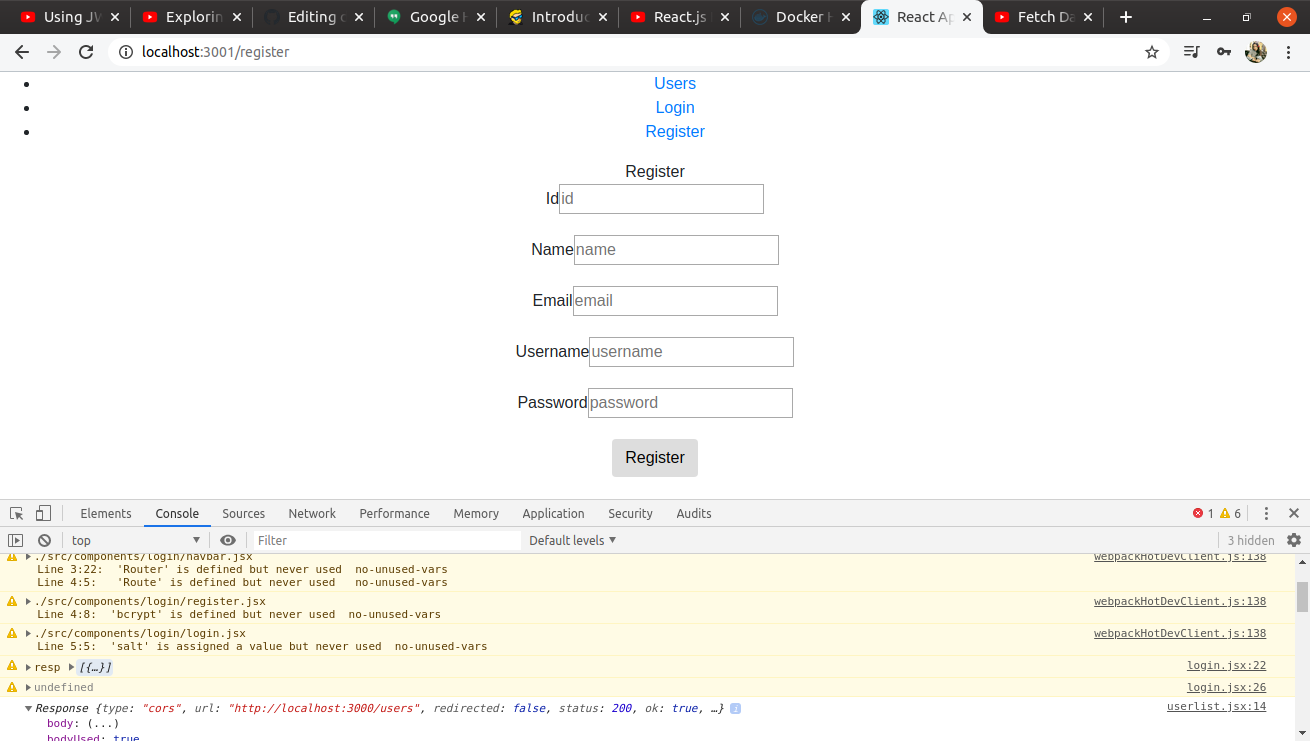 Using JW
Explorin
Editing c
Google H
Introduc
React.js
Docker H
React Ap
Fetch Da
localhost:3001/register
Users
Login
Register
Register
Id id
Name name
Email email
Username username
Password password
Register
Elements Console Sources Network Performance Memory Application Security Audits 1 6
top Filter Default levels 3 hidden
./src/components/login/navbar.jsx webpackHotDevClient.js:138
Line 3:22: 'Router' is defined but never used no-unused-vars
Line 4:5: 'Route' is defined but never used no-unused-vars
./src/components/login/register.jsx webpackHotDevClient.js:138
Line 4:8: 'bcrypt' is defined but never used no-unused-vars
./src/components/login/login.jsx webpackHotDevClient.js:138
Line 5:5: 'salt' is assigned a value but never used no-unused-vars
resp [{…}] login.jsx:22
undefined login.jsx:26
Response {type: "cors", url: "http://localhost:3000/users", redirected: false, status: 200, ok: true, …} userlist.jsx:14
body: (...)
bodyUsed: true